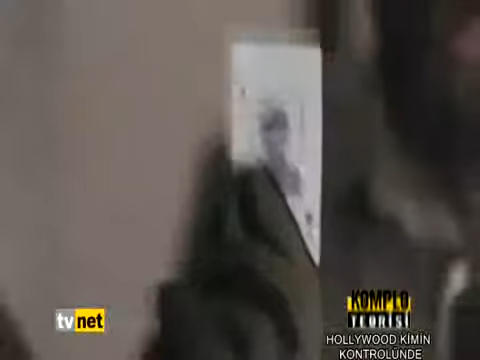 tvnet
KOMPLO
TEORİSİ
HOLLYWOOD KİMİN
KONTROLÜNDE